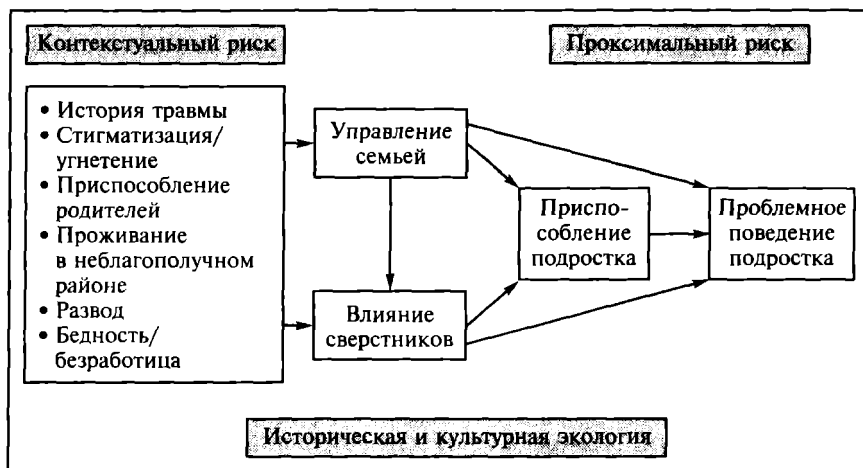 Контекстуальный риск
Проксимальный риск
• История травмы
• Стигматизация/
угнетение
• Приспособление
родителей
• Проживание
в неблагополучном
районе
• Развод
• Бедность/
безработица
Управление
семьей
Влияние
сверстников
Приспо-
собление
подростка
Проблемное
поведение
подростка
Историческая и культурная экология